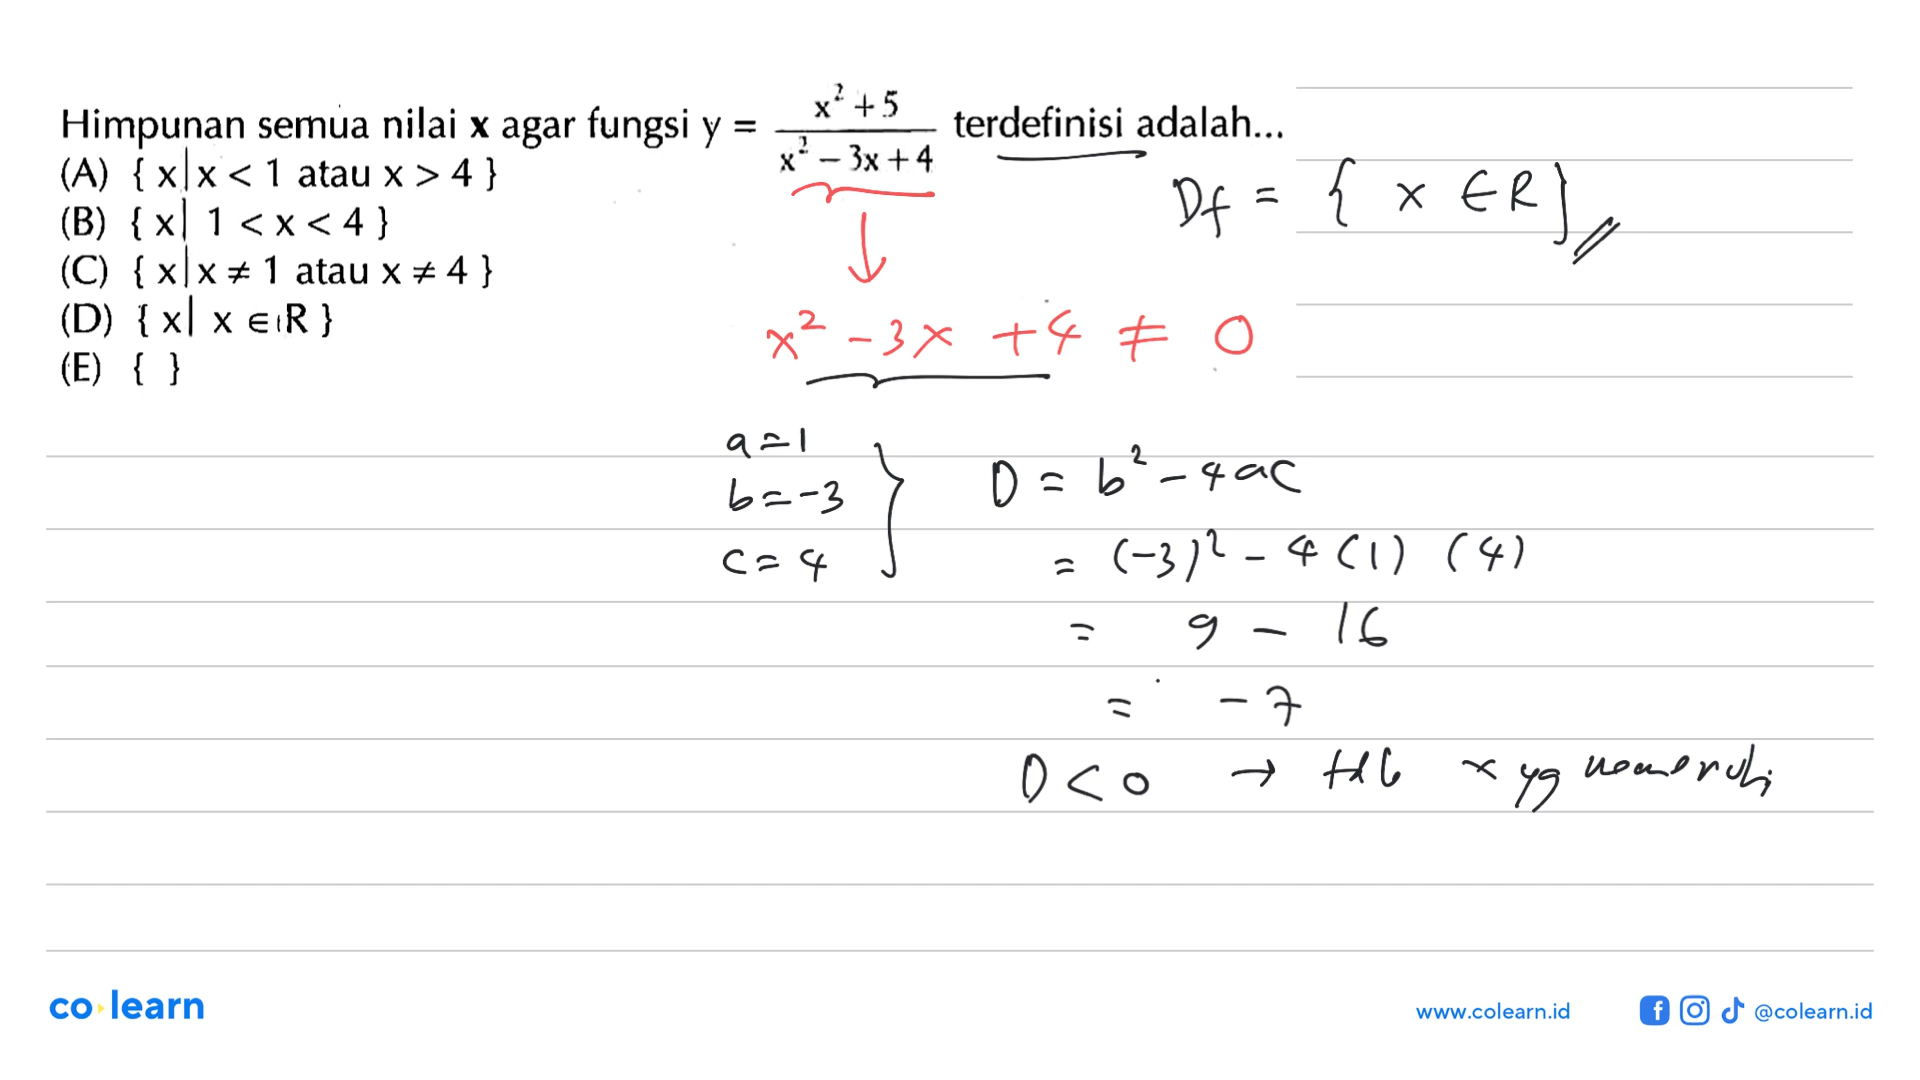 Himpunan semua nilai x agar fungsi y = (x² + 5)/(x² – 3x + 4) terdefinisi adalah...
(A) { x| x < 1 atau x > 4 }
(B) { x| 1 < x < 4 }
(C) { x| x ≠ 1 atau x ≠ 4 }
(D) { x| x ∈ R }
(E) { }
Df = { x ∈ R }
x² – 3x + 4 ≠ 0
a = 1
b = -3
c = 4
D = b² – 4ac
= (-3)² – 4 (1) (4)
= 9 – 16
= -7
D < 0 → x yg
co learn
www.colearn.id
@colearn.id